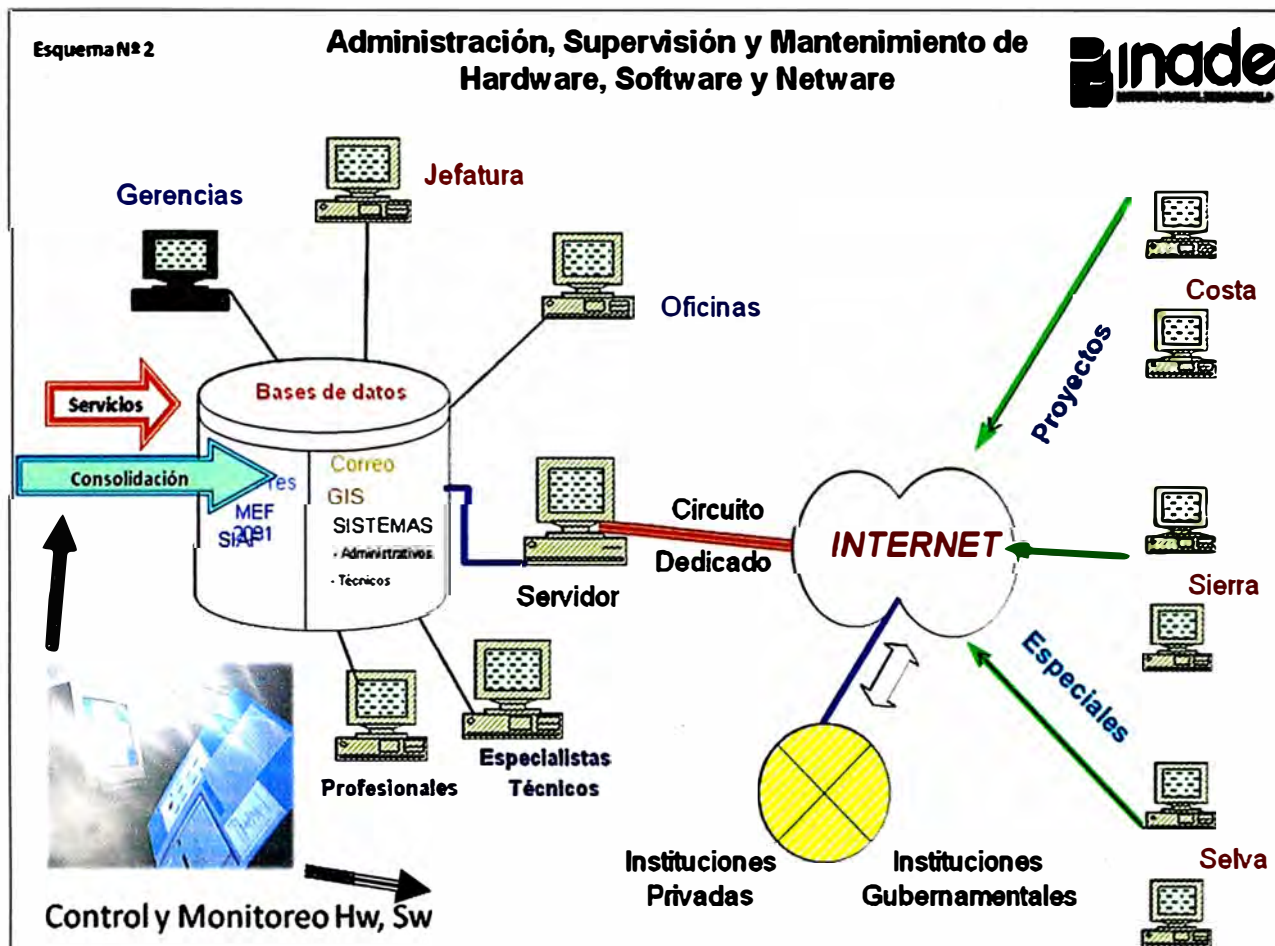 Esquema Nº 2
Administración, Supervisión y Mantenimiento de
Hardware, Software y Netware
inade
Gerencias
Jefatura
Oficinas
Costa
Proyectos
Servicios
Bases de datos
Consolidación
res
MEF
2091
SIAF
Correo
GIS
SISTEMAS
- Administrativos
- Técnicos
Servidor
Circuito
Dedicado
INTERNET
Sierra
Especiales
Selva
Profesionales
Especialistas
Técnicos
Instituciones
Privadas
Instituciones
Gubernamentales
Control y Monitoreo Hw, Sw